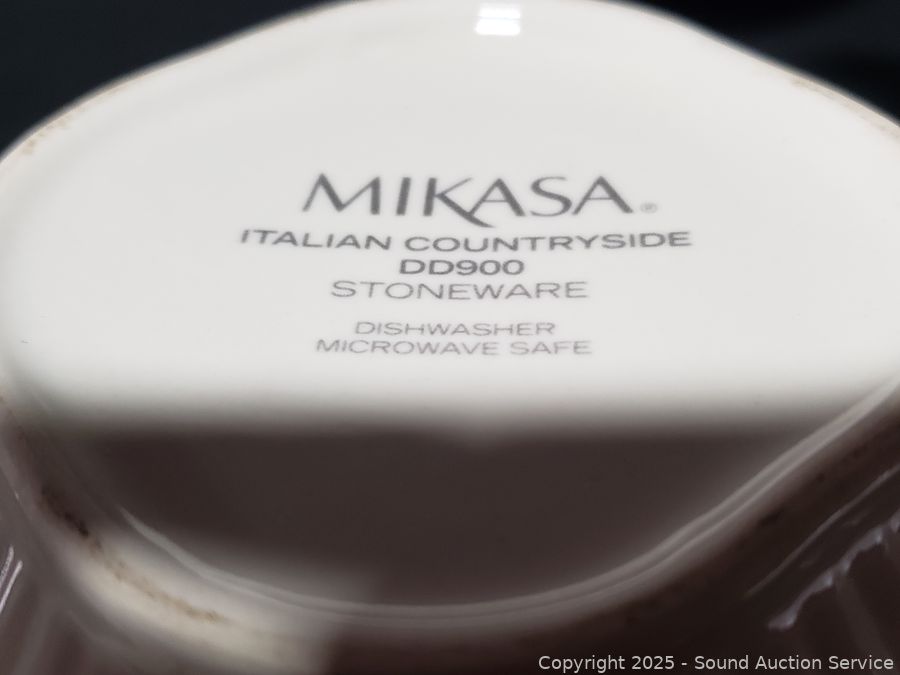 MIKASA®
ITALIAN COUNTRYSIDE
DD900
STONEWARE
DISHWASHER
MICROWAVE SAFE
Copyright 2025 - Sound Auction Service